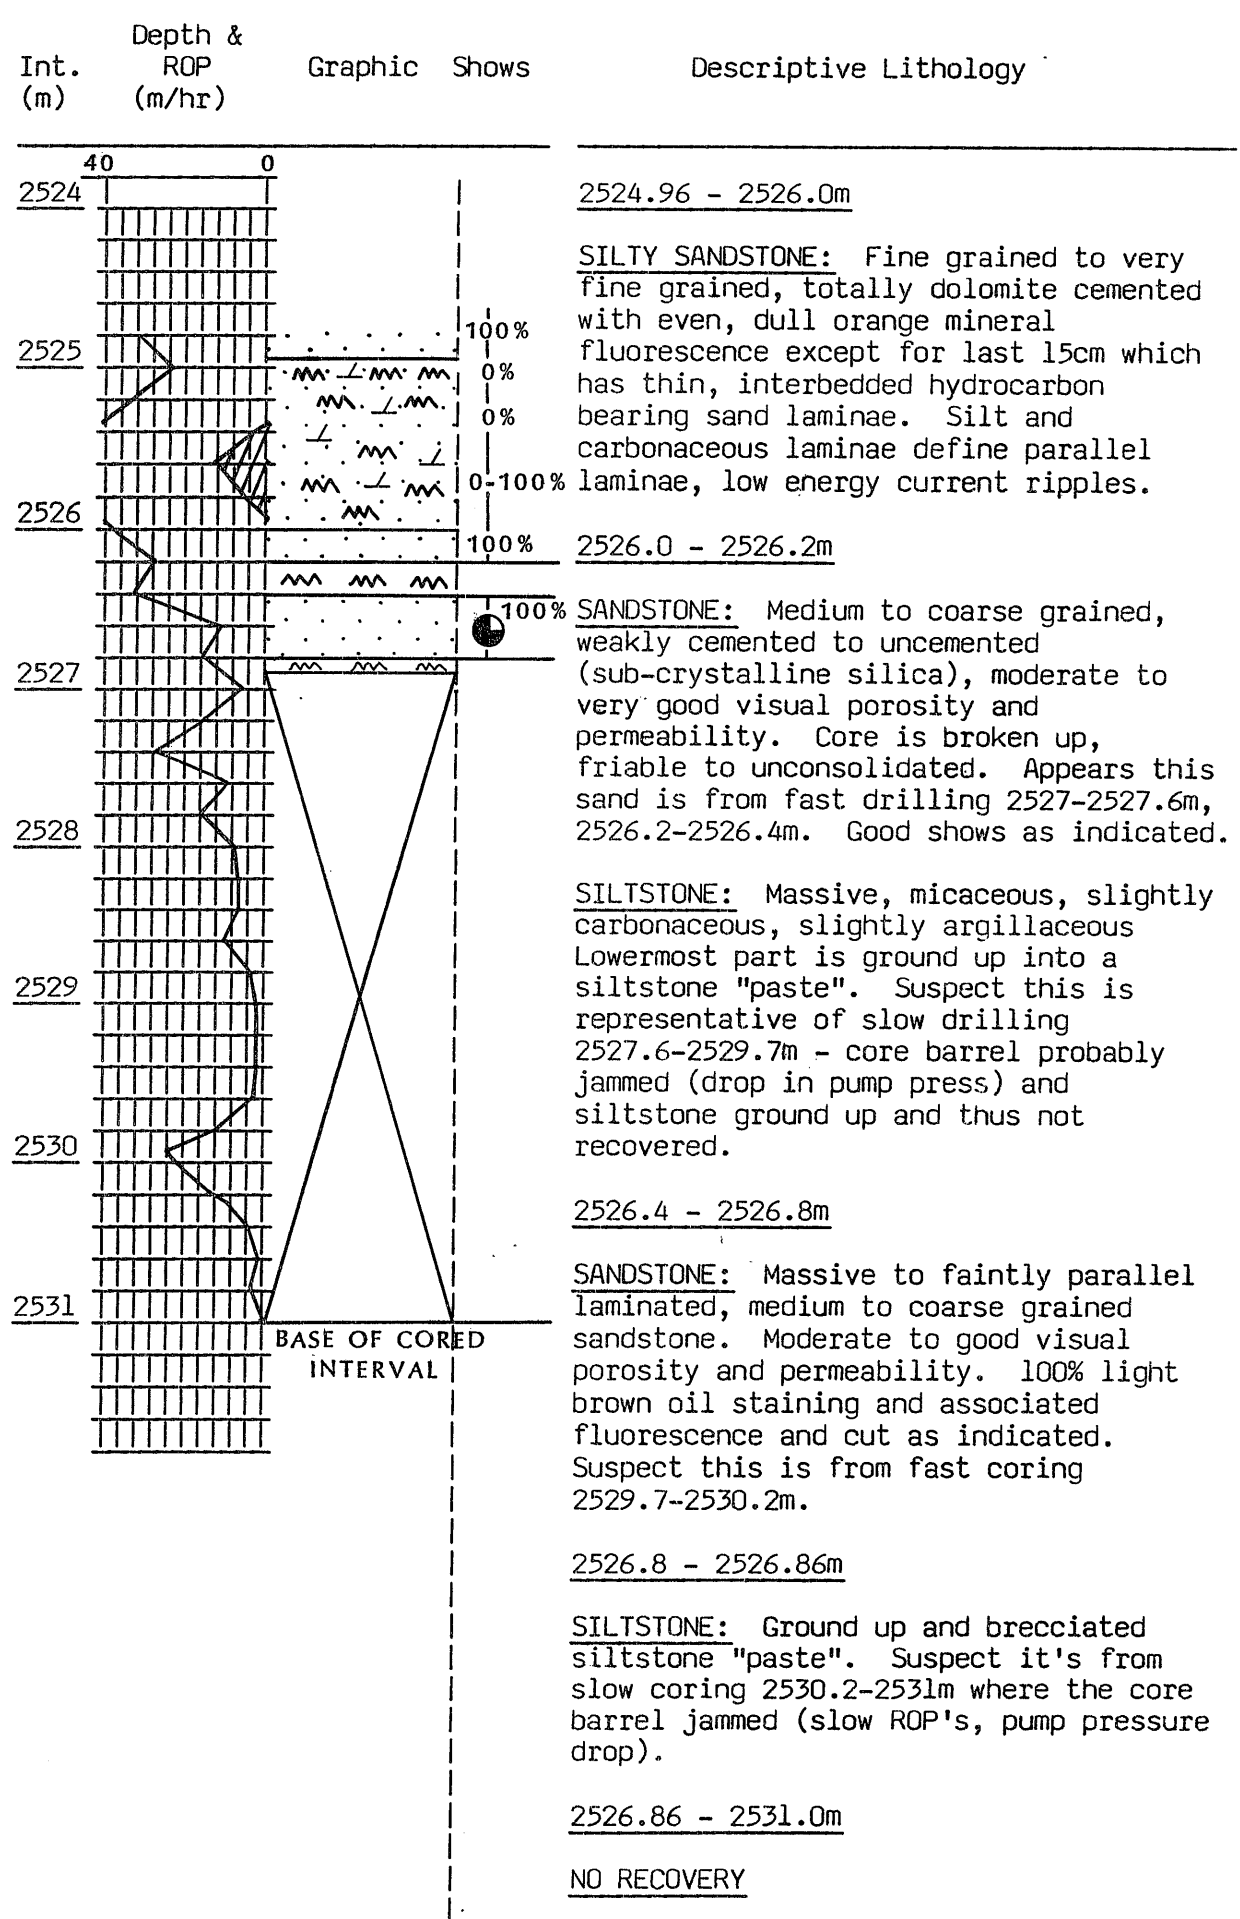 Depth &
Int. ROP Graphic Shows Descriptive Lithology
(m) (m/hr)
40 0
2524
2525
2526
2527
2528
2529
2530
2531
100%
0%
0%
0-100%
100%
100%
BASE OF CORED
INTERVAL
2524.96 - 2526.0m
SILTY SANDSTONE: Fine grained to very
fine grained, totally dolomite cemented
with even, dull orange mineral
fluorescence except for last 15cm which
has thin, interbedded hydrocarbon
bearing sand laminae. Silt and
carbonaceous laminae define parallel
laminae, low energy current ripples.
2526.0 - 2526.2m
SANDSTONE: Medium to coarse grained,
weakly cemented to uncemented
(sub-crystalline silica), moderate to
very good visual porosity and
permeability. Core is broken up,
friable to unconsolidated. Appears this
sand is from fast drilling 2527-2527.6m,
2526.2-2526.4m. Good shows as indicated.
SILTSTONE: Massive, micaceous, slightly
carbonaceous, slightly argillaceous
Lowermost part is ground up into a
siltstone "paste". Suspect this is
representative of slow drilling
2527.6-2529.7m - core barrel probably
jammed (drop in pump press) and
siltstone ground up and thus not
recovered.
2526.4 - 2526.8m
SANDSTONE: Massive to faintly parallel
laminated, medium to coarse grained
sandstone. Moderate to good visual
porosity and permeability. 100% light
brown oil staining and associated
fluorescence and cut as indicated.
Suspect this is from fast coring
2529.7-2530.2m.
2526.8 - 2526.86m
SILTSTONE: Ground up and brecciated
siltstone "paste". Suspect it's from
slow coring 2530.2-2531m where the core
barrel jammed (slow ROP's, pump pressure
drop).
2526.86 - 2531.0m
NO RECOVERY